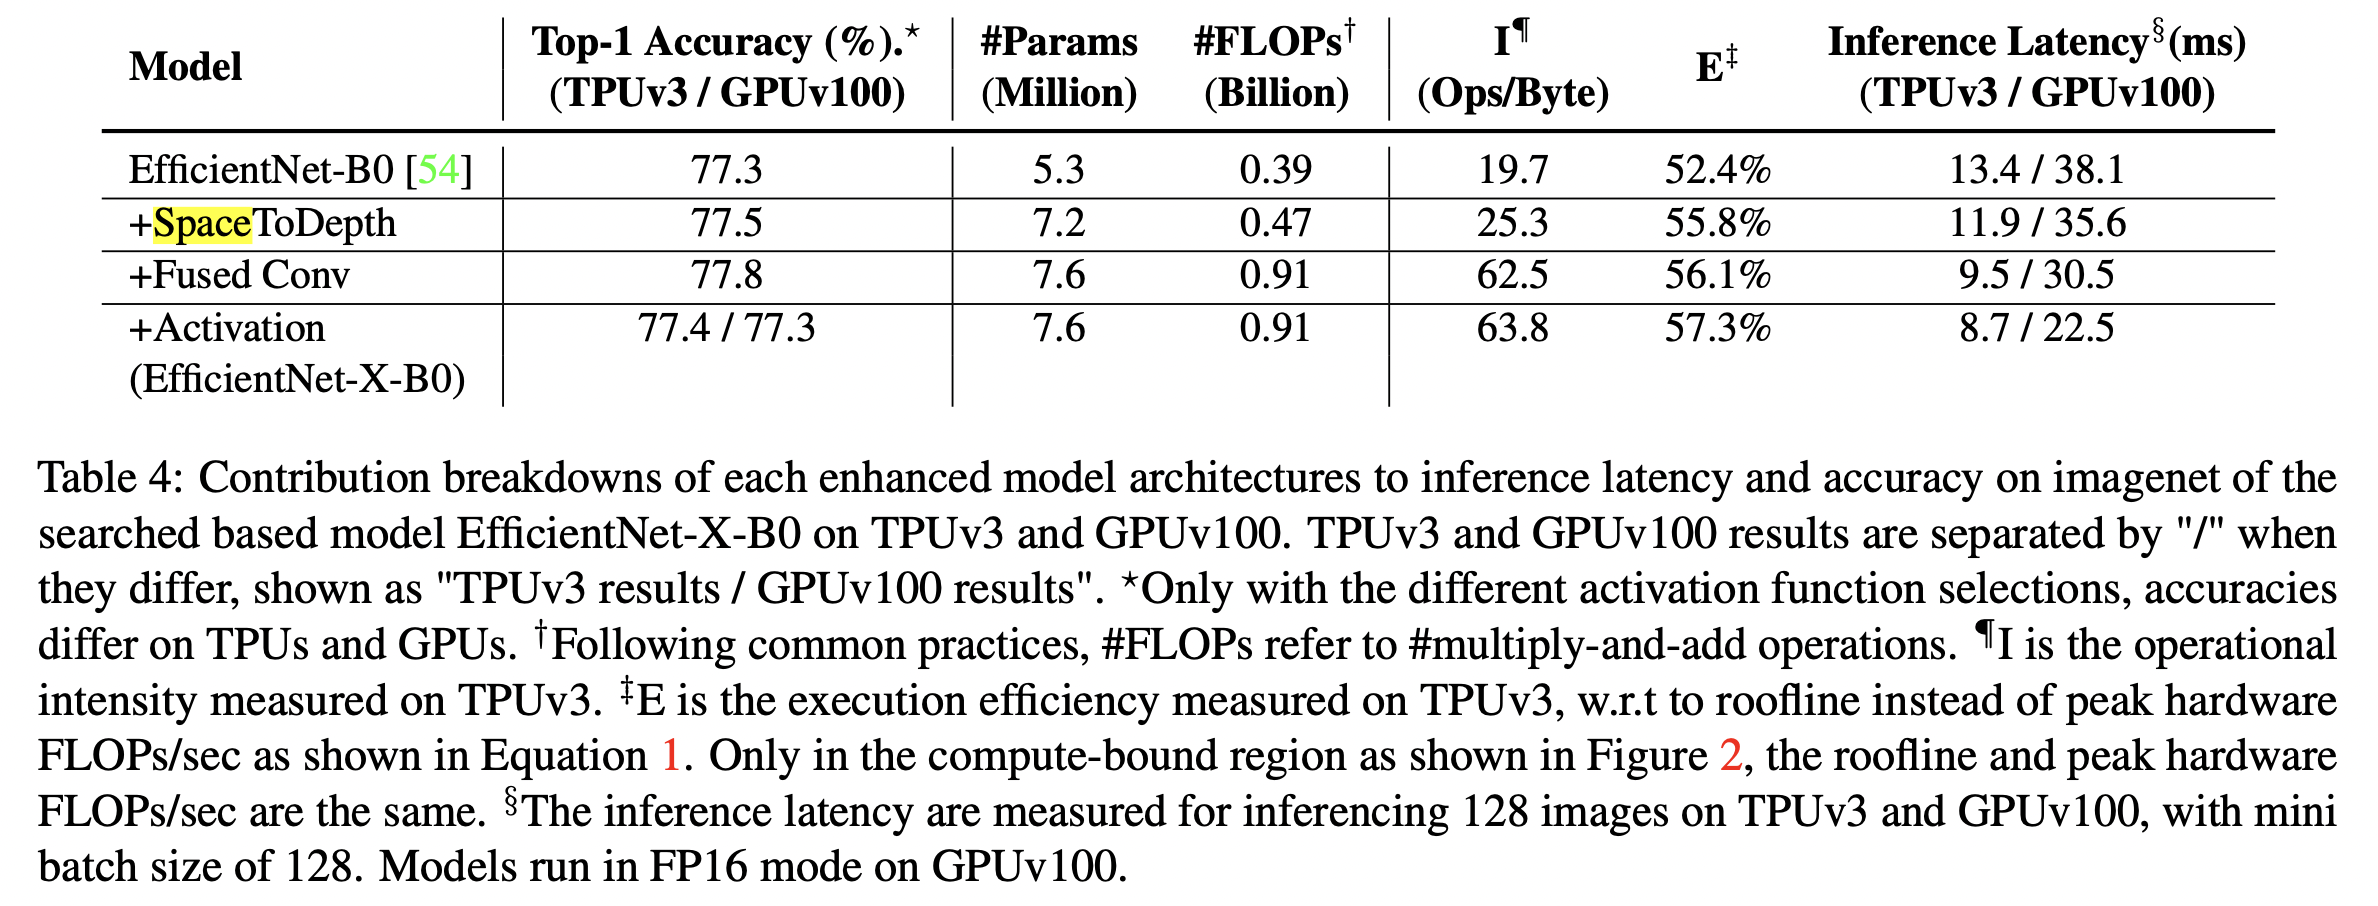 Model Top-1 Accuracy (%).⋆ #Params #FLOPs† I¶ E‡ Inference Latency§(ms)
(TPUv3 / GPUv100) (Million) (Billion) (Ops/Byte) (TPUv3 / GPUv100)
EfficientNet-B0 [54] 77.3 5.3 0.39 19.7 52.4% 13.4 / 38.1
+SpaceToDepth 77.5 7.2 0.47 25.3 55.8% 11.9 / 35.6
+Fused Conv 77.8 7.6 0.91 62.5 56.1% 9.5 / 30.5
+Activation 77.4 / 77.3 7.6 0.91 63.8 57.3% 8.7 / 22.5
(EfficientNet-X-B0)
Table 4: Contribution breakdowns of each enhanced model architectures to inference latency and accuracy on imagenet of the
searched based model EfficientNet-X-B0 on TPUv3 and GPUv100. TPUv3 and GPUv100 results are separated by "/" when
they differ, shown as "TPUv3 results / GPUv100 results". ⋆Only with the different activation function selections, accuracies
differ on TPUs and GPUs. †Following common practices, #FLOPs refer to #multiply-and-add operations. ¶I is the operational
intensity measured on TPUv3. ‡E is the execution efficiency measured on TPUv3, w.r.t to roofline instead of peak hardware
FLOPs/sec as shown in Equation 1. Only in the compute-bound region as shown in Figure 2, the roofline and peak hardware
FLOPs/sec are the same. §The inference latency are measured for inferencing 128 images on TPUv3 and GPUv100, with mini
batch size of 128. Models run in FP16 mode on GPUv100.